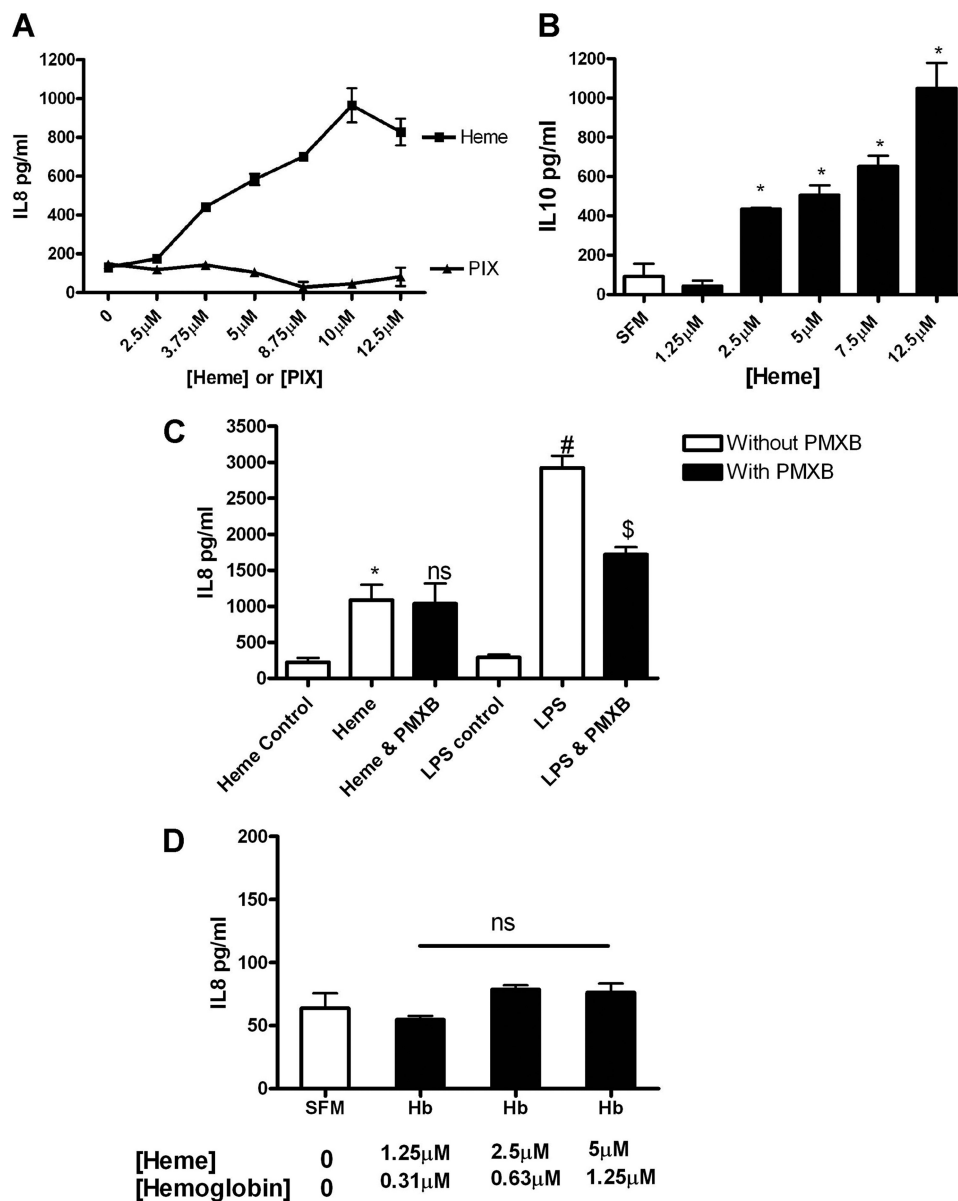 A
1200
1000
800
600
400
200
0
IL8 pg/ml
Heme
PIX
0
2.5μM
3.75μM
5μM
8.75μM
10μM
12.5μM
[Heme] or [PIX]
B
1200
1000
800
600
400
200
0
IL10 pg/ml
*
*
*
*
SFM
1.25μM
2.5μM
5μM
7.5μM
12.5μM
[Heme]
C
3500
3000
2500
2000
1500
1000
500
0
IL8 pg/ml
*
ns
#
$
Without PMXB
With PMXB
Heme Control
Heme
Heme & PMXB
LPS control
LPS
LPS & PMXB
D
200
150
100
50
0
IL8 pg/ml
ns
SFM Hb Hb Hb
[Heme] 0 1.25μM 2.5μM 5μM
[Hemoglobin] 0 0.31μM 0.63μM 1.25μM